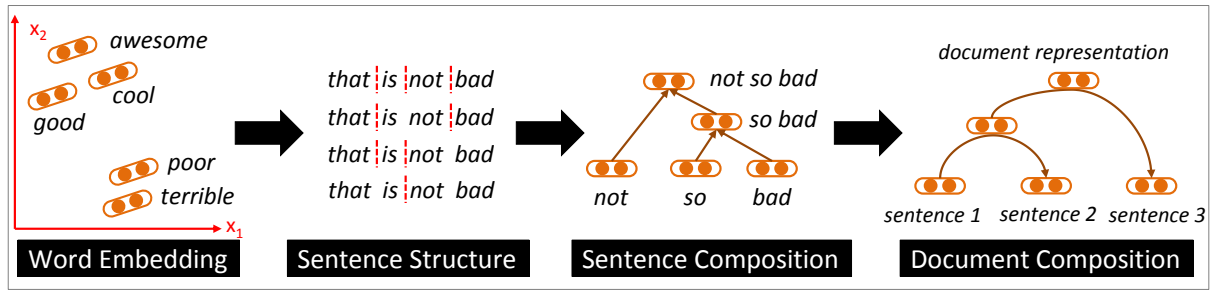 x2
awesome
cool
good
poor
terrible
x1
Word Embedding
that is not bad
that is not bad
that is not bad
that is not bad
Sentence Structure
not so bad
so bad
not so bad
Sentence Composition
document representation
sentence 1 sentence 2 sentence 3
Document Composition